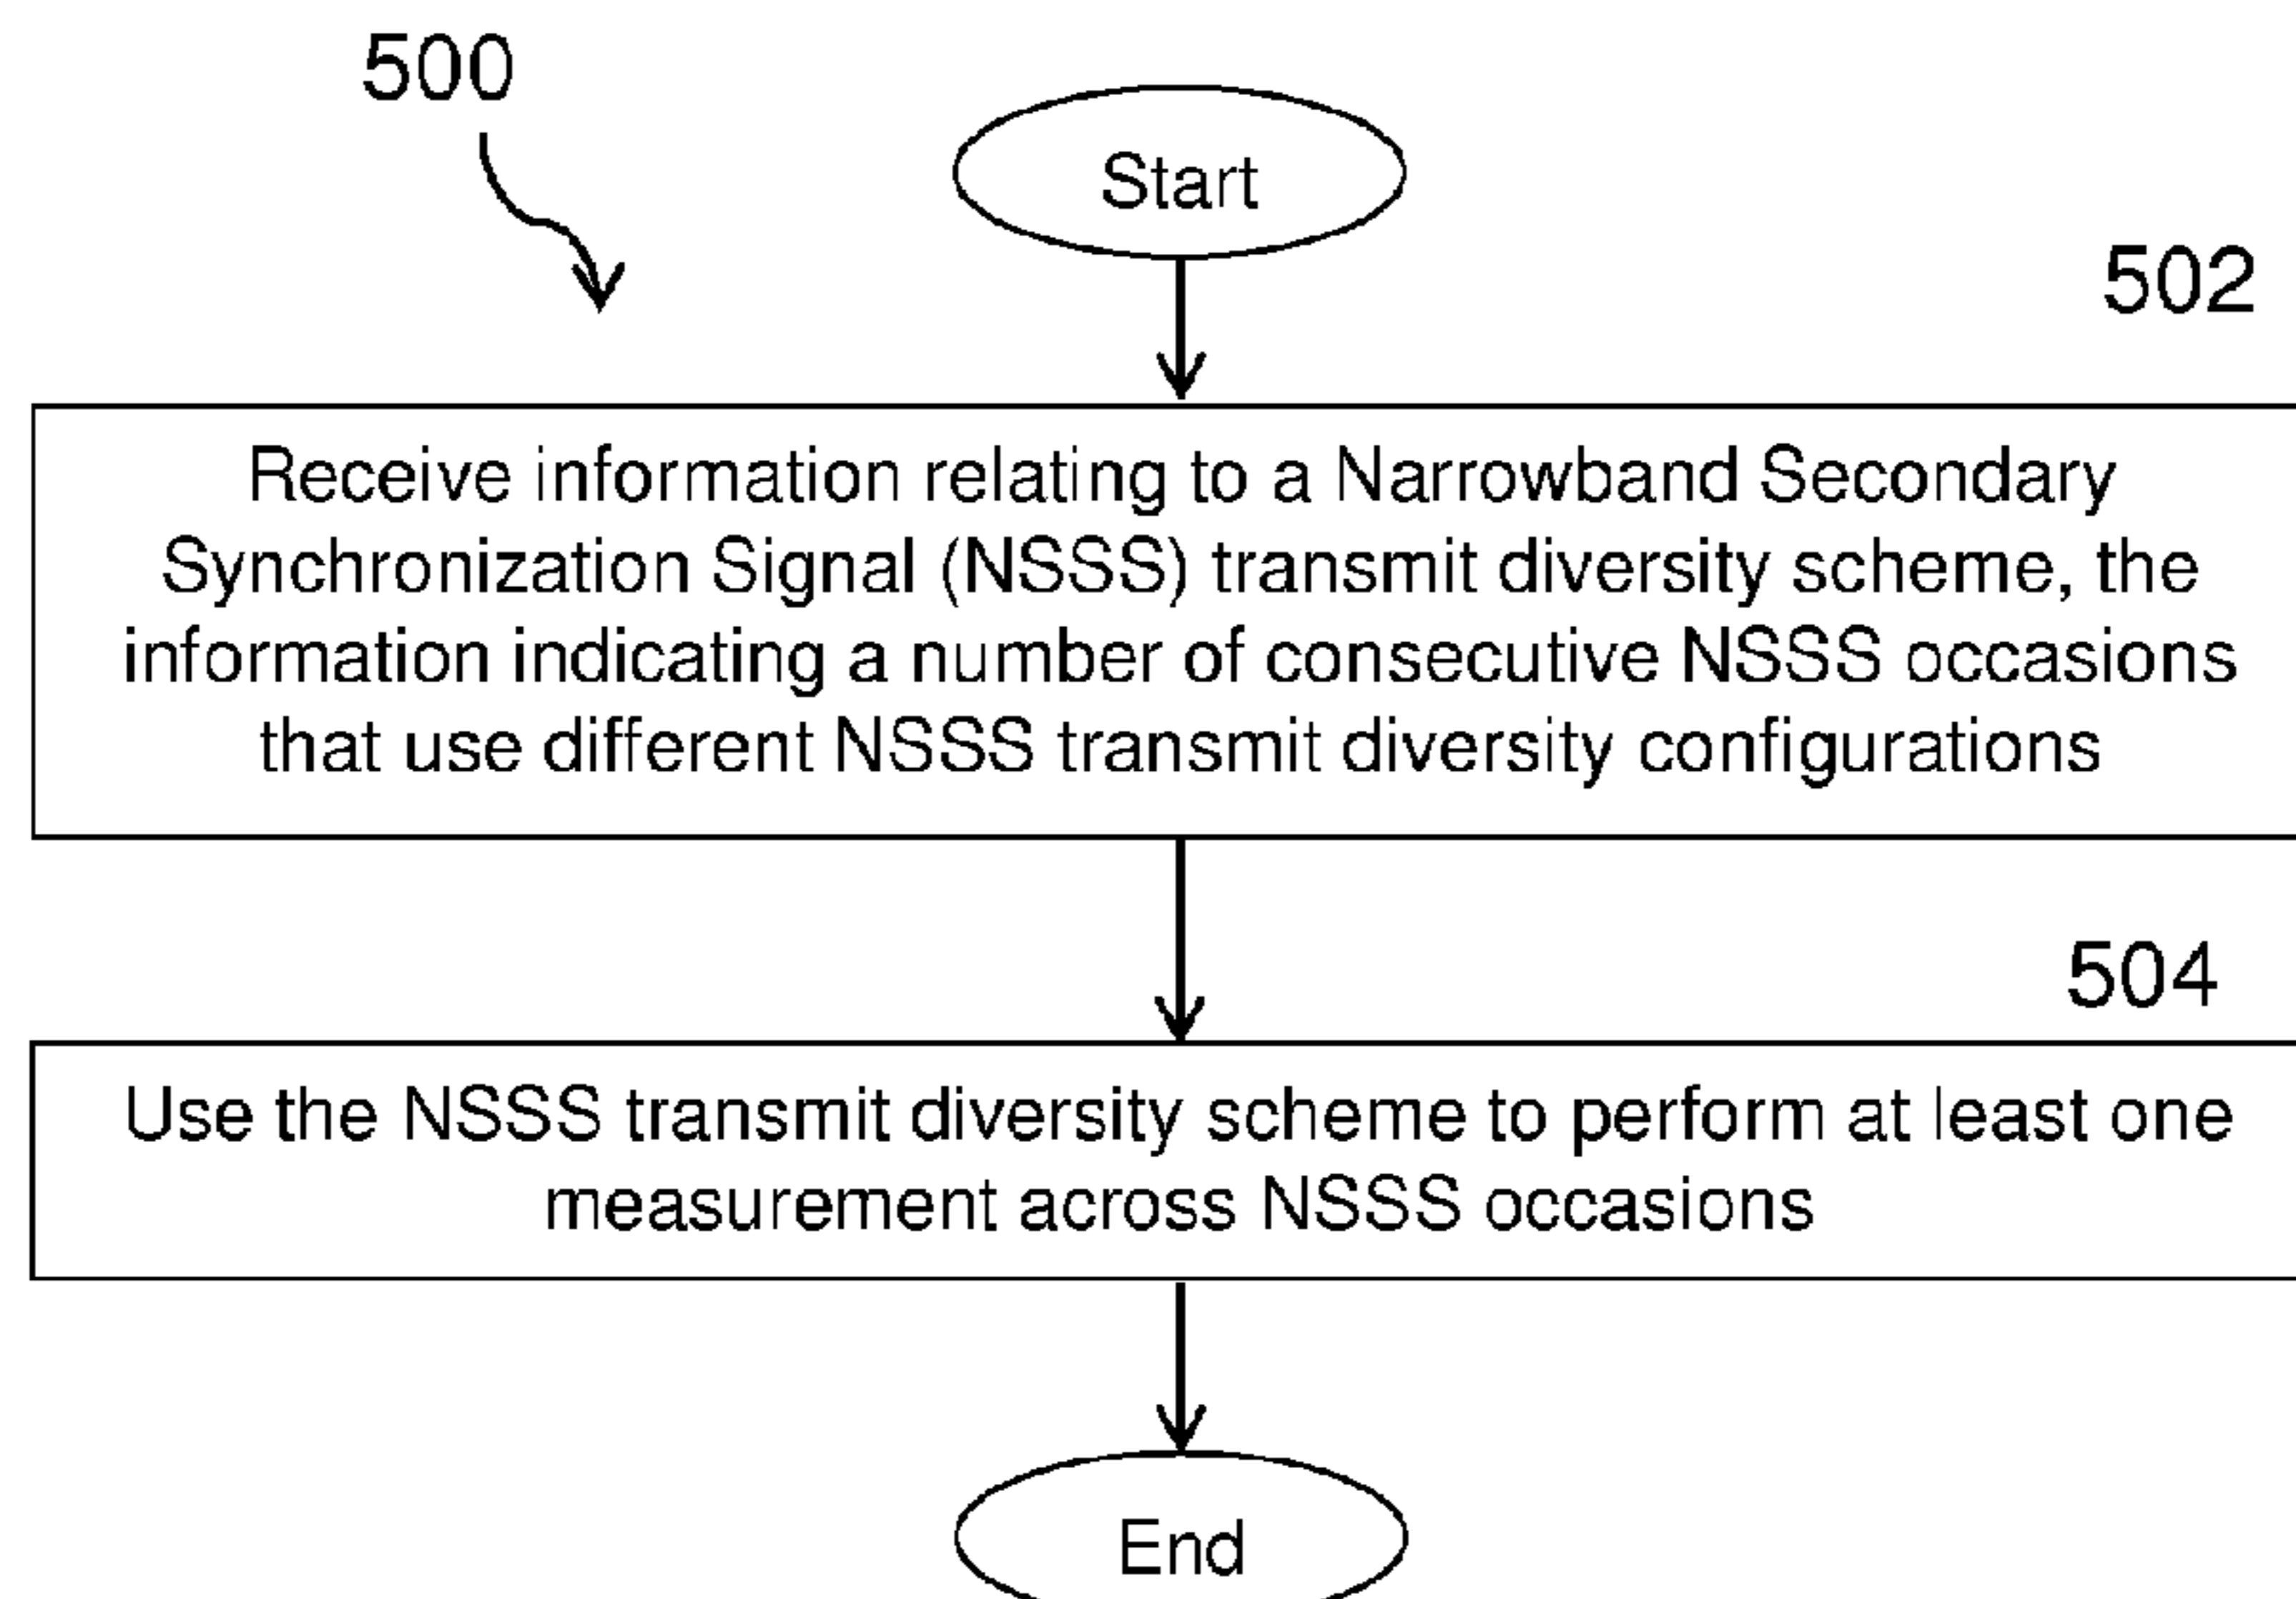 500
Start
502
Receive information relating to a Narrowband Secondary
Synchronization Signal (NSSS) transmit diversity scheme, the
information indicating a number of consecutive NSSS occasions
that use different NSSS transmit diversity configurations
504
Use the NSSS transmit diversity scheme to perform at least one
measurement across NSSS occasions
End